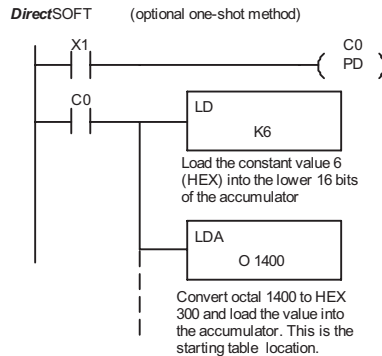 DirectSOFT (optional one-shot method)
X1
C0
PD
C0
LD
K6
Load the constant value 6
(HEX) into the lower 16 bits
of the accumulator
LDA
O 1400
Convert octal 1400 to HEX
300 and load the value into
the accumulator. This is the
starting table location.